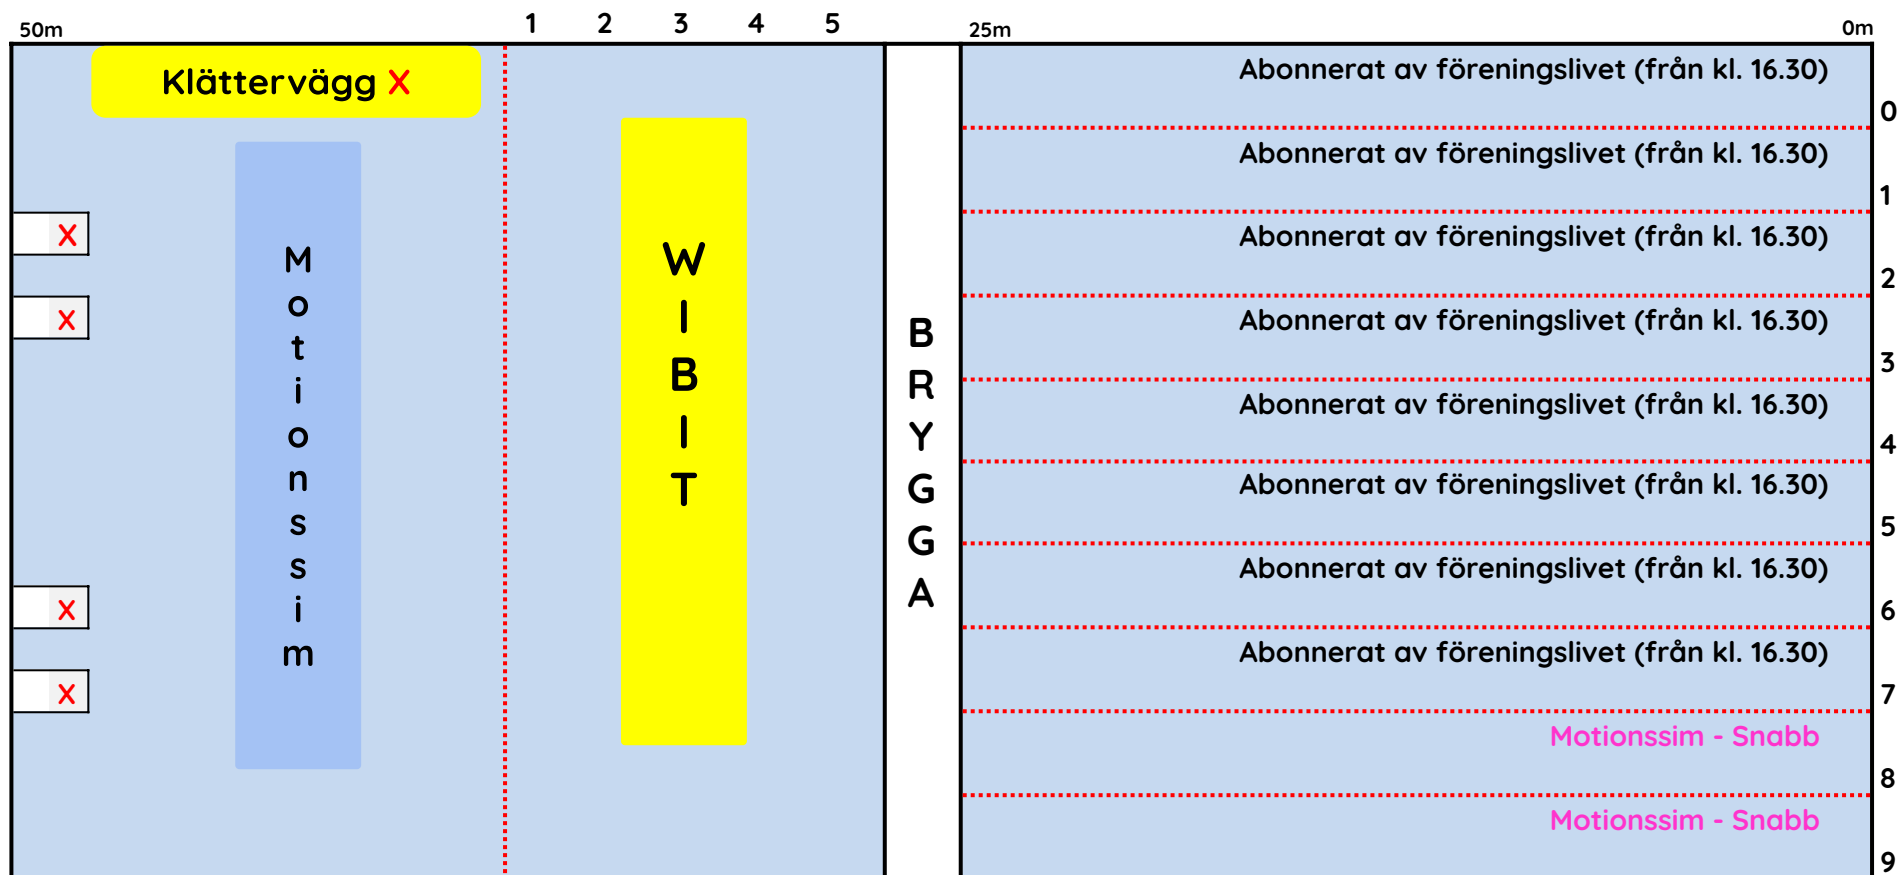 50m
1 2 3 4 5
25m
0m
Klättervägg X
X
X
X
X
Motionssim
WIBIT
BRYGGA
Abonnerat av föreningslivet (från kl. 16.30)
0
Abonnerat av föreningslivet (från kl. 16.30)
1
Abonnerat av föreningslivet (från kl. 16.30)
2
Abonnerat av föreningslivet (från kl. 16.30)
3
Abonnerat av föreningslivet (från kl. 16.30)
4
Abonnerat av föreningslivet (från kl. 16.30)
5
Abonnerat av föreningslivet (från kl. 16.30)
6
Abonnerat av föreningslivet (från kl. 16.30)
7
Motionssim - Snabb
8
Motionssim - Snabb
9